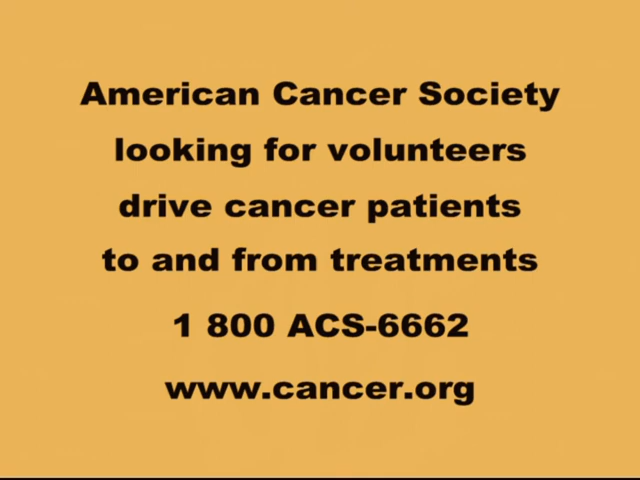 American Cancer Society
looking for volunteers
drive cancer patients
to and from treatments
1 800 ACS-6662
www.cancer.org